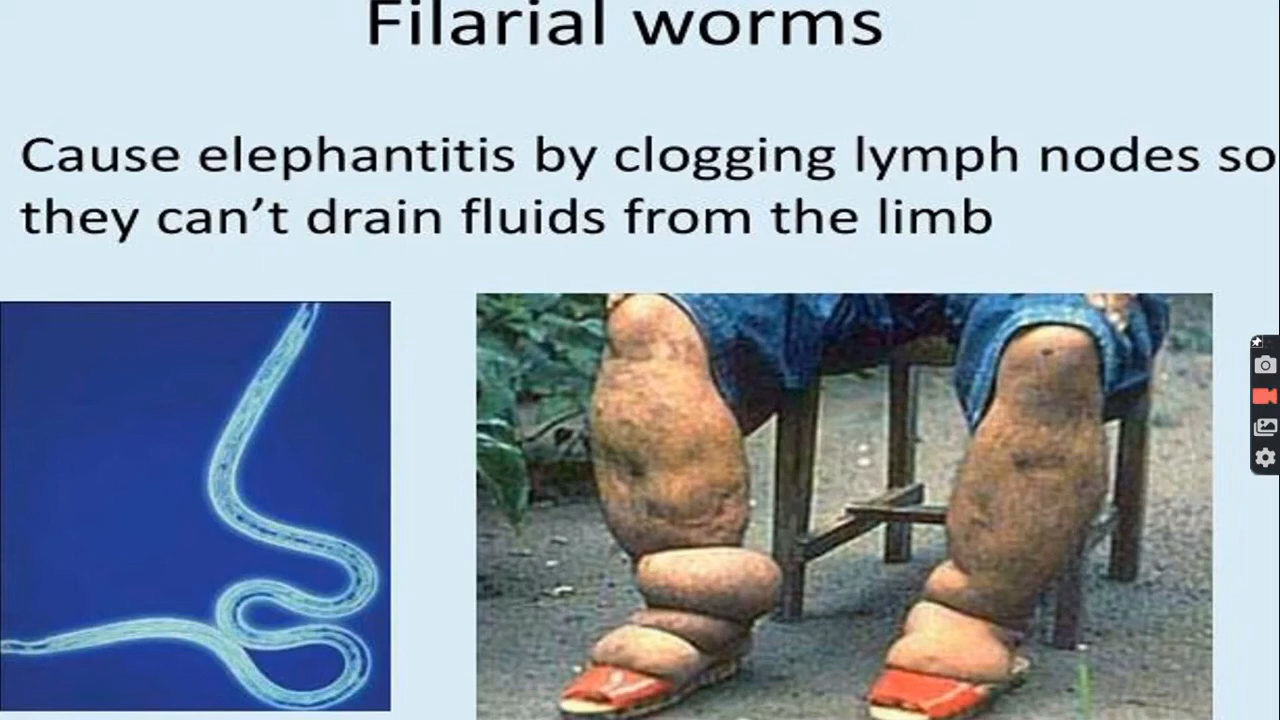 Filarial worms
Cause elephantitis by clogging lymph nodes so
they can’t drain fluids from the limb